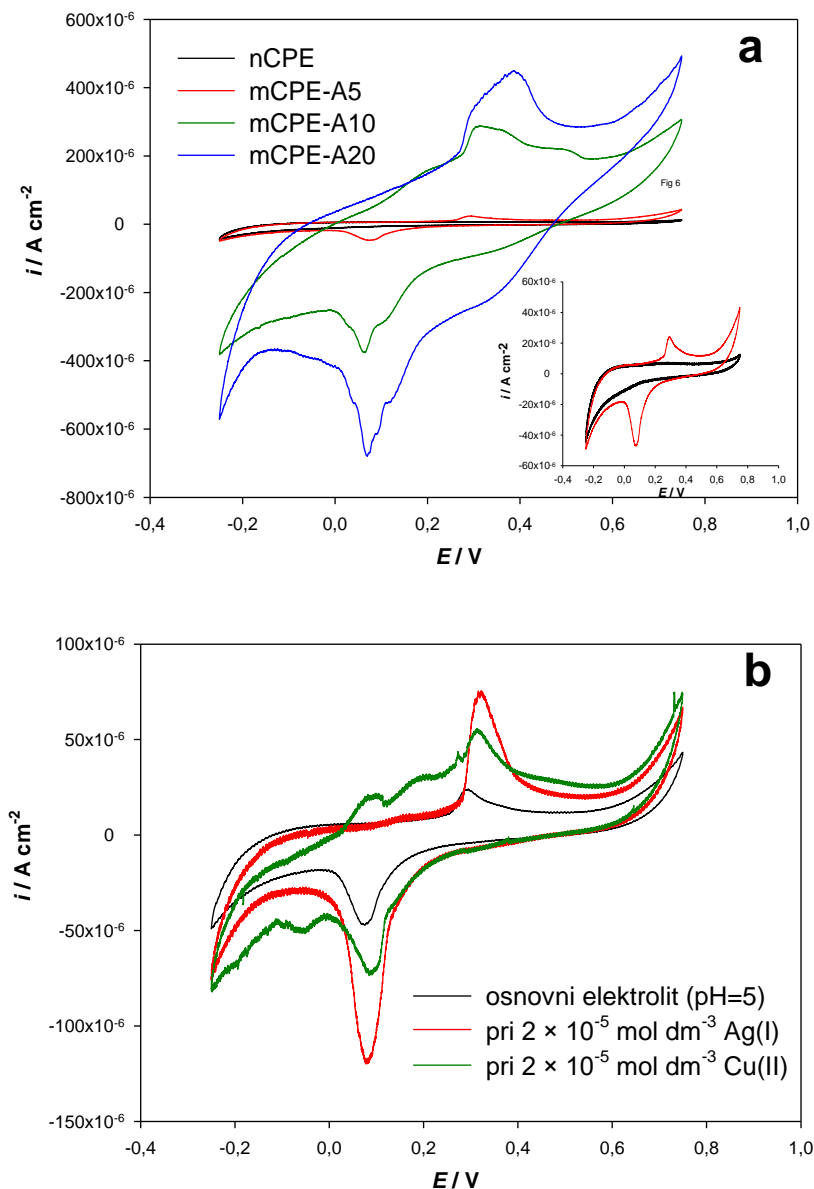 a
nCPE
mCPE-A5
mCPE-A10
mCPE-A20
600x10-6
400x10-6
200x10-6
0
-200x10-6
-400x10-6
-600x10-6
-800x10-6
i / A cm-2
-0,4 -0,2 0,0 0,2 0,4 0,6 0,8 1,0
E / V
Fig 6
60x10-6
40x10-6
20x10-6
0
-20x10-6
-40x10-6
-60x10-6
i / A cm-2
-0,4 -0,2 0,0 0,2 0,4 0,6 0,8 1,0
E / V
b
100x10-6
50x10-6
0
-50x10-6
-100x10-6
-150x10-6
i / A cm-2
osnovni elektrolit (pH=5)
pri 2 × 10-5 mol dm-3 Ag(I)
pri 2 × 10-5 mol dm-3 Cu(II)
-0,4 -0,2 0,0 0,2 0,4 0,6 0,8 1,0
E / V